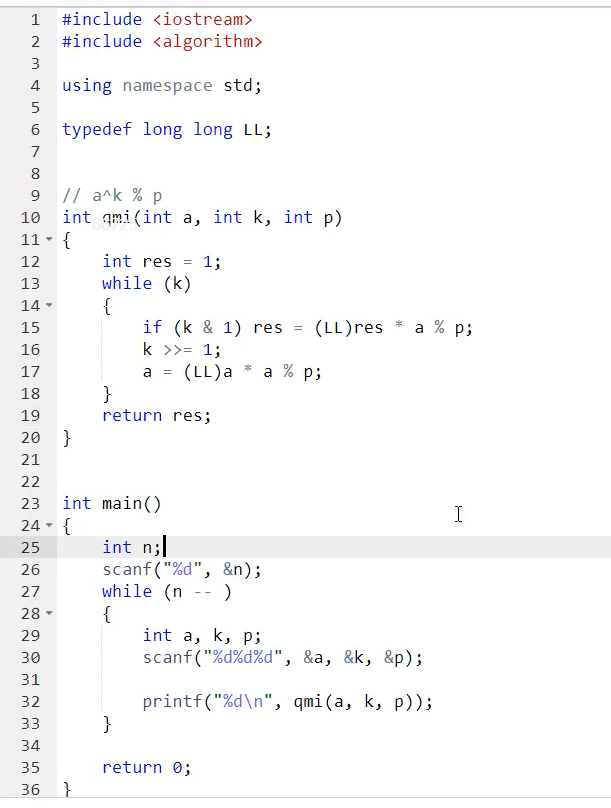 1 #include <iostream>
2 #include <algorithm>
3
4 using namespace std;
5
6 typedef long long LL;
7
8
9 // a^k % p
10 int qmi(int a, int k, int p)
11 {
12 int res = 1;
13 while (k)
14 {
15 if (k & 1) res = (LL)res * a % p;
16 k >>= 1;
17 a = (LL)a * a % p;
18 }
19 return res;
20 }
21
22
23 int main()
24 {
25 int n;
26 scanf("%d", &n);
27 while (n -- )
28 {
29 int a, k, p;
30 scanf("%d%d%d", &a, &k, &p);
31
32 printf("%d\n", qmi(a, k, p));
33 }
34
35 return 0;
36 }